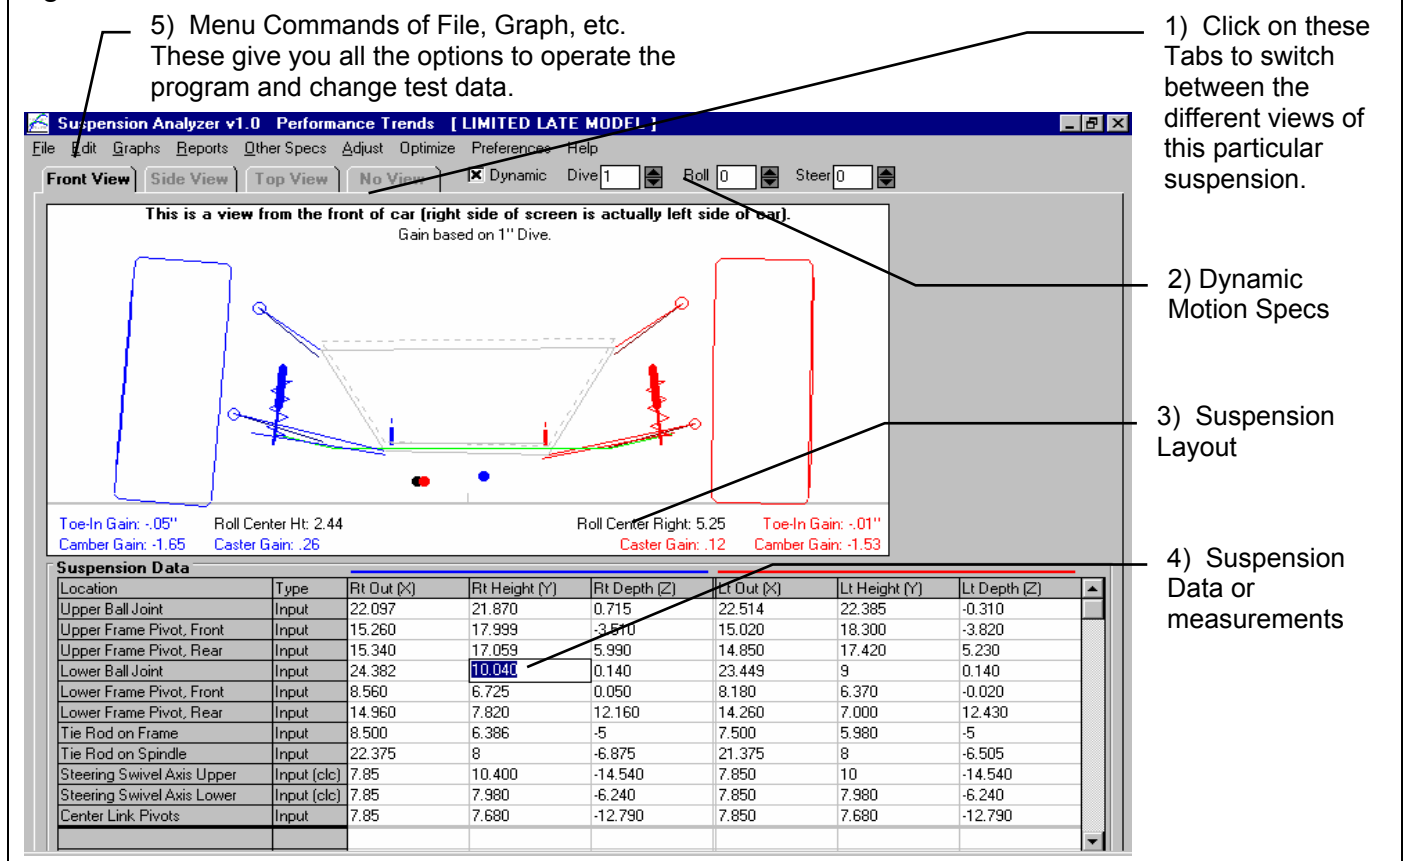 5) Menu Commands of File, Graph, etc.
These give you all the options to operate the
program and change test data.
1) Click on these
Tabs to switch
between the
different views of
this particular
suspension.
Suspension Analyzer v1.0 Performance Trends [ LIMITED LATE MODEL ]
File Edit Graphs Reports Other Specs Adjust Optimize Preferences Help
Front View Side View Top View No View Dynamic Dive 1 Roll 0 Steer 0
This is a view from the front of car (right side of screen is actually left side of car).
Gain based on 1" Dive.
2) Dynamic
Motion Specs
3) Suspension
Layout
Toe-In Gain: -.05" Roll Center Ht: 2.44 Roll Center Right: 5.25 Toe-In Gain: -.01"
Camber Gain: -1.65 Caster Gain: .26 Caster Gain: .12 Camber Gain: -1.53
4) Suspension
Data or
measurements
Suspension Data
Location Type Rt Out (X) Rt Height (Y) Rt Depth (Z) Lt Out (X) Lt Height (Y) Lt Depth (Z)
Upper Ball Joint Input 22.097 21.870 0.715 22.514 22.385 -0.310
Upper Frame Pivot, Front Input 15.260 17.999 -3.510 15.020 18.300 -3.820
Upper Frame Pivot, Rear Input 15.340 17.059 5.990 14.850 17.420 5.230
Lower Ball Joint Input 24.382 10.040 0.140 23.449 9 0.140
Lower Frame Pivot, Front Input 8.560 6.725 0.050 8.180 6.370 -0.020
Lower Frame Pivot, Rear Input 14.960 7.820 12.160 14.260 7.000 12.430
Tie Rod on Frame Input 8.500 6.386 -5 7.500 5.980 -5
Tie Rod on Spindle Input 22.375 8 -6.875 21.375 8 -6.505
Steering Swivel Axis Upper Input (clc) 7.85 10.400 -14.540 7.850 10 -14.540
Steering Swivel Axis Lower Input (clc) 7.85 7.980 -6.240 7.850 7.980 -6.240
Center Link Pivots Input 7.85 7.680 -12.790 7.850 7.680 -12.790